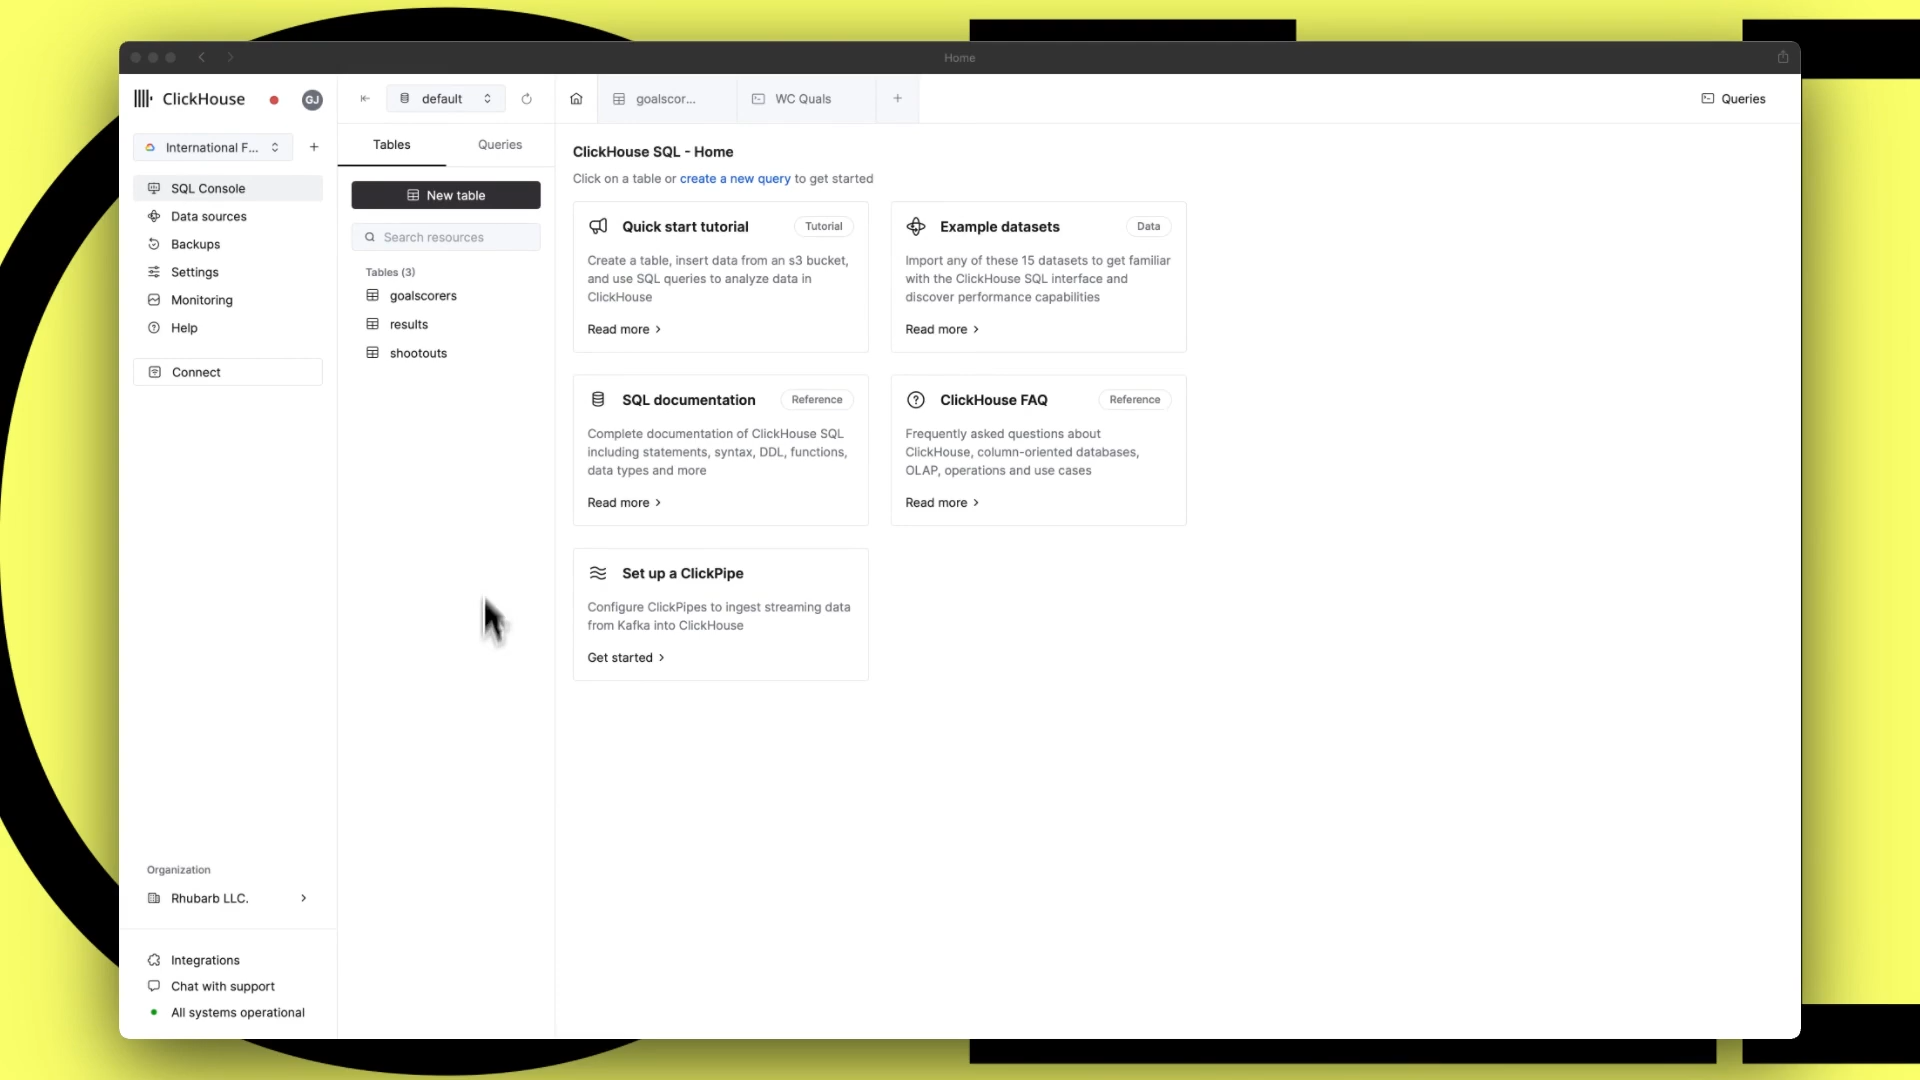 Home
ClickHouse
GJ
International F...
SQL Console
Data sources
Backups
Settings
Monitoring
Help
Connect
Organization
Rhubarb LLC.
Integrations
Chat with support
All systems operational
default
Tables
Queries
New table
Search resources
Tables (3)
goalscorers
results
shootouts
goalscor...
WC Quals
Queries
ClickHouse SQL - Home
Click on a table or create a new query to get started
Quick start tutorial
Tutorial
Create a table, insert data from an s3 bucket,
and use SQL queries to analyze data in
ClickHouse
Read more
Example datasets
Data
Import any of these 15 datasets to get familiar
with the ClickHouse SQL interface and
discover performance capabilities
Read more
SQL documentation
Reference
Complete documentation of ClickHouse SQL
including statements, syntax, DDL, functions,
data types and more
Read more
ClickHouse FAQ
Reference
Frequently asked questions about
ClickHouse, column-oriented databases,
OLAP, operations and use cases
Read more
Set up a ClickPipe
Configure ClickPipes to ingest streaming data
from Kafka into ClickHouse
Get started